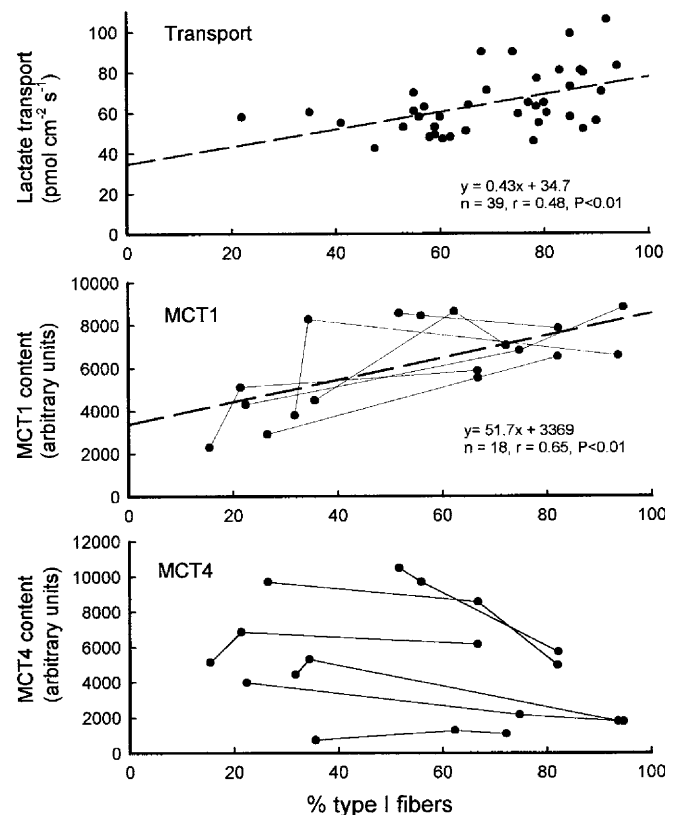 Transport
Lactate transport
(pmol cm⁻² s⁻¹)
100
80
60
40
20
0
y = 0.43x + 34.7
n = 39, r = 0.48, P<0.01
0 20 40 60 80 100
MCT1
MCT1 content
(arbitrary units)
10000
8000
6000
4000
2000
0
y= 51.7x + 3369
n = 18, r = 0.65, P<0.01
0 20 40 60 80 100
MCT4
MCT4 content
(arbitrary units)
12000
10000
8000
6000
4000
2000
0
0 20 40 60 80 100
% type I fibers